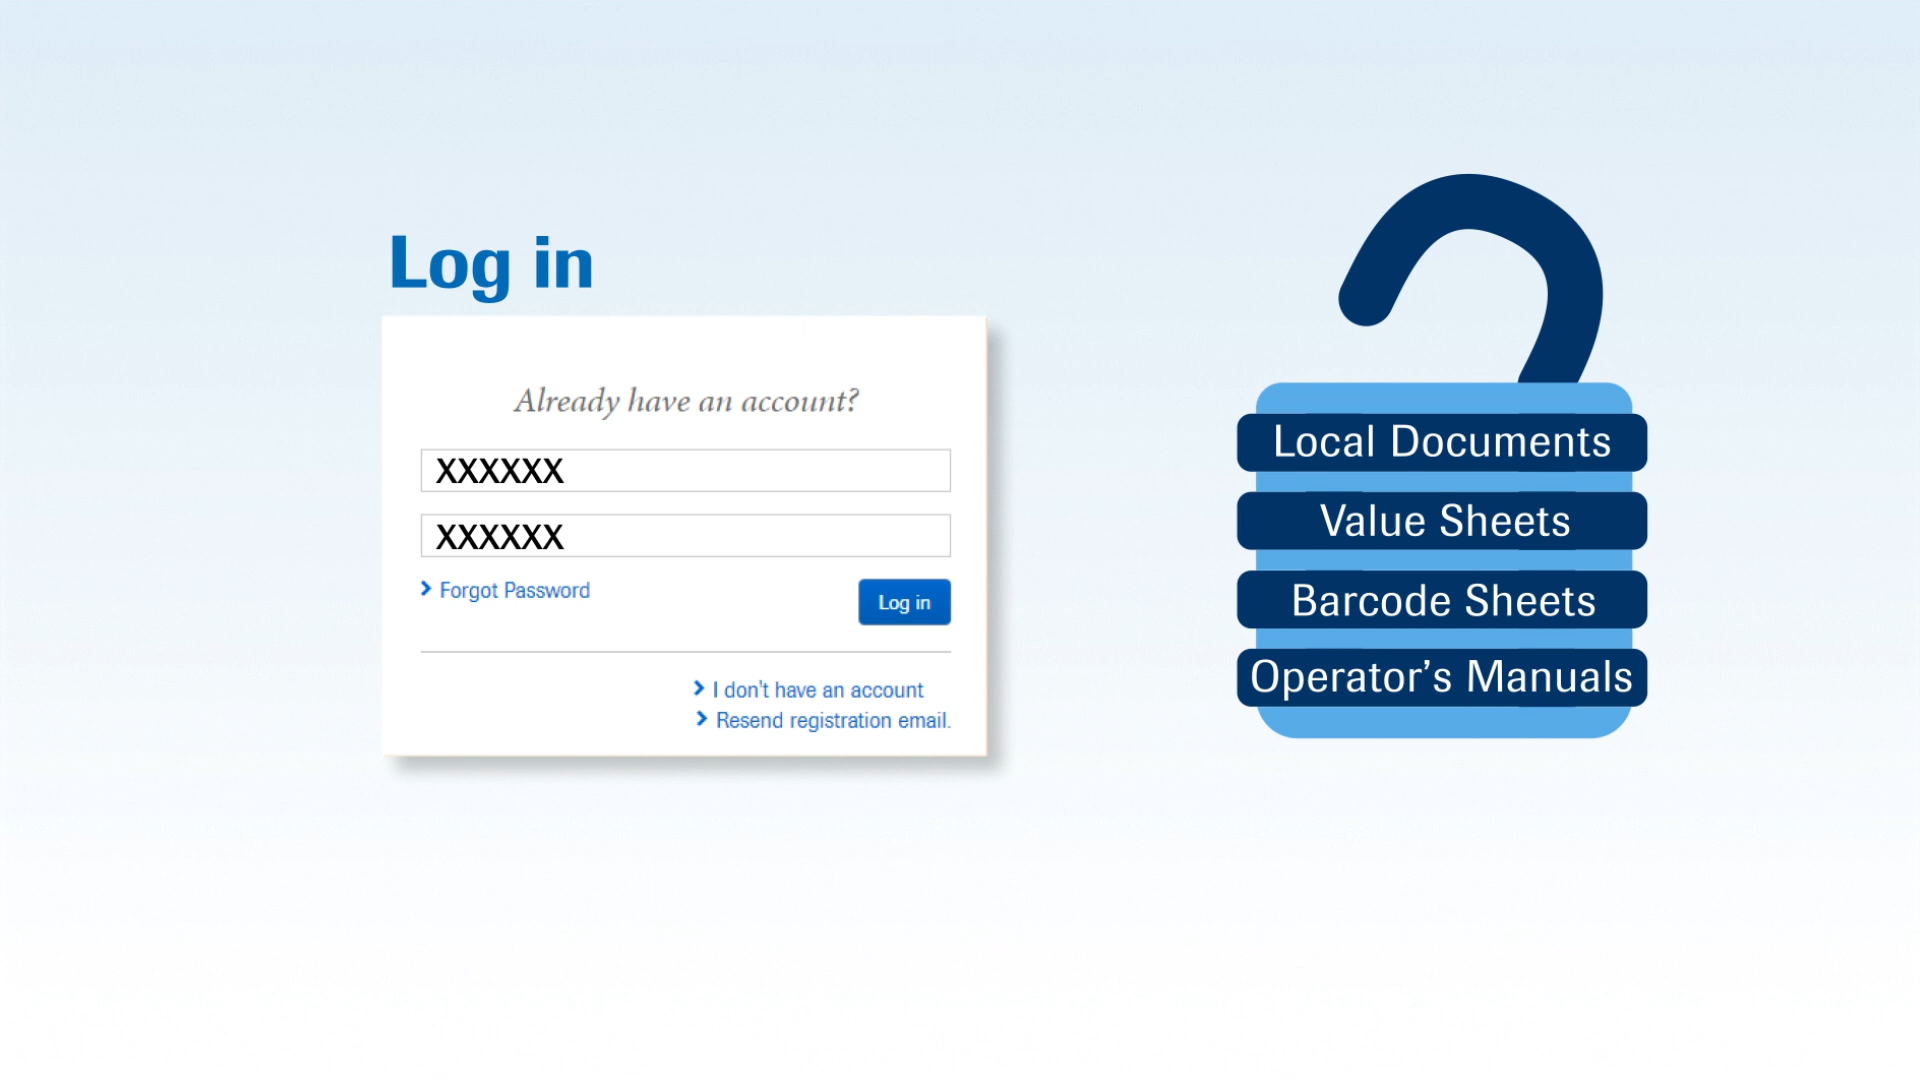 Log in
Already have an account?
XXXXXX
XXXXXX
Forgot Password
Log in
I don't have an account
Resend registration email.
Local Documents
Value Sheets
Barcode Sheets
Operator’s Manuals